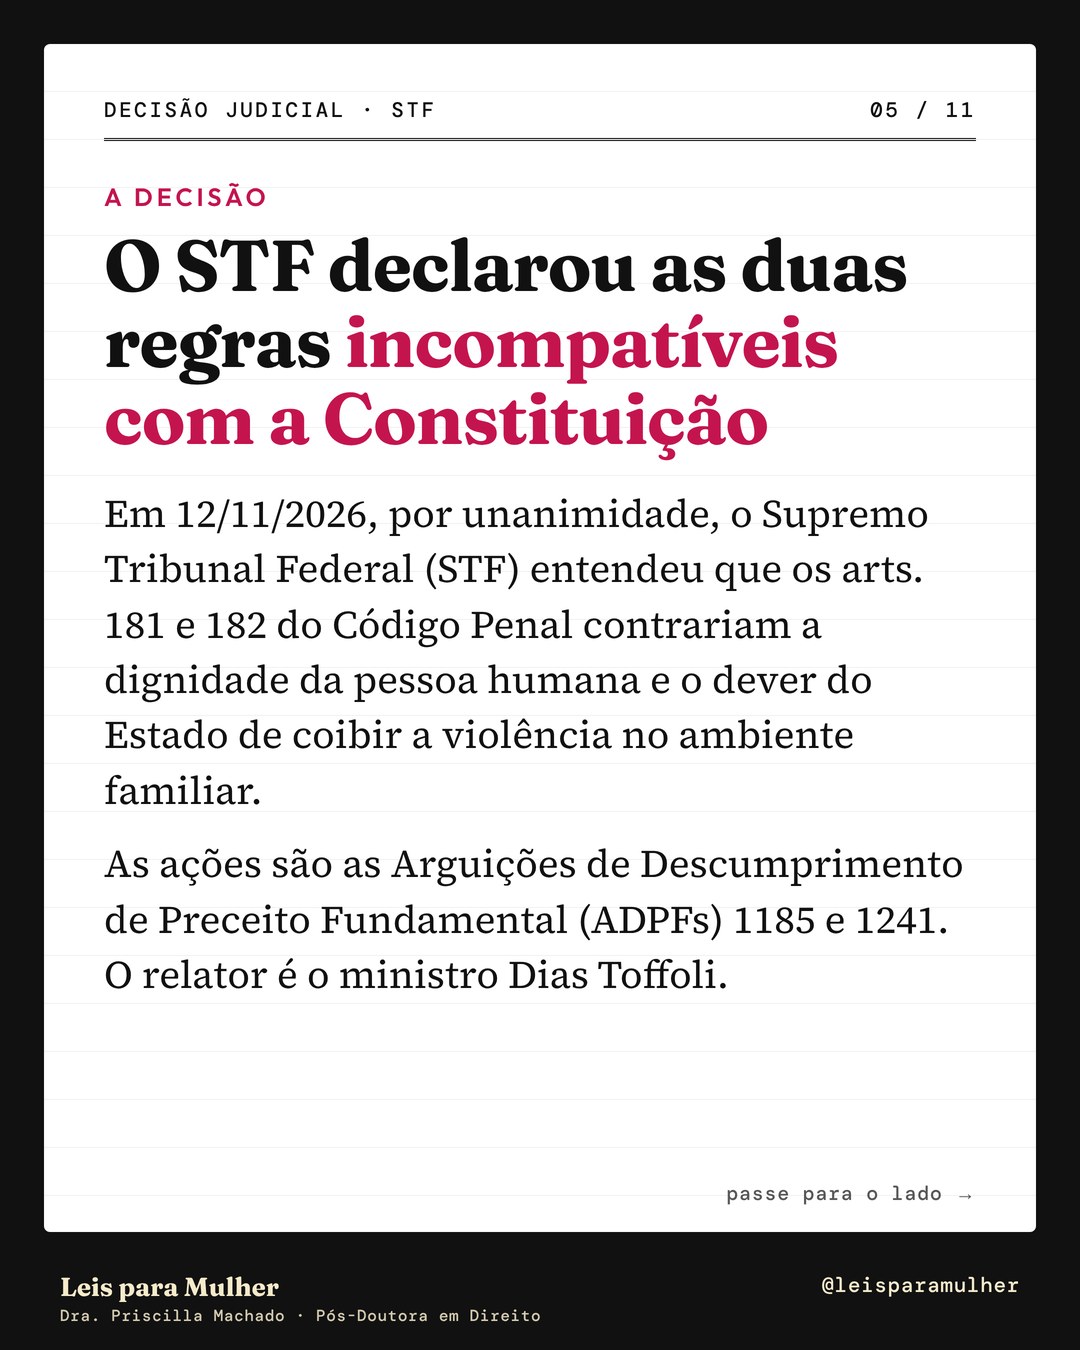 DECISÃO JUDICIAL · STF
05 / 11
A DECISÃO
O STF declarou as duas
regras incompatíveis
com a Constituição
Em 12/11/2026, por unanimidade, o Supremo
Tribunal Federal (STF) entendeu que os arts.
181 e 182 do Código Penal contrariam a
dignidade da pessoa humana e o dever do
Estado de coibir a violência no ambiente
familiar.
As ações são as Arguições de Descumprimento
de Preceito Fundamental (ADPFs) 1185 e 1241.
O relator é o ministro Dias Toffoli.
passe para o lado →
Leis para Mulher
@leisparamulher
Dra. Priscilla Machado · Pós-Doutora em Direito